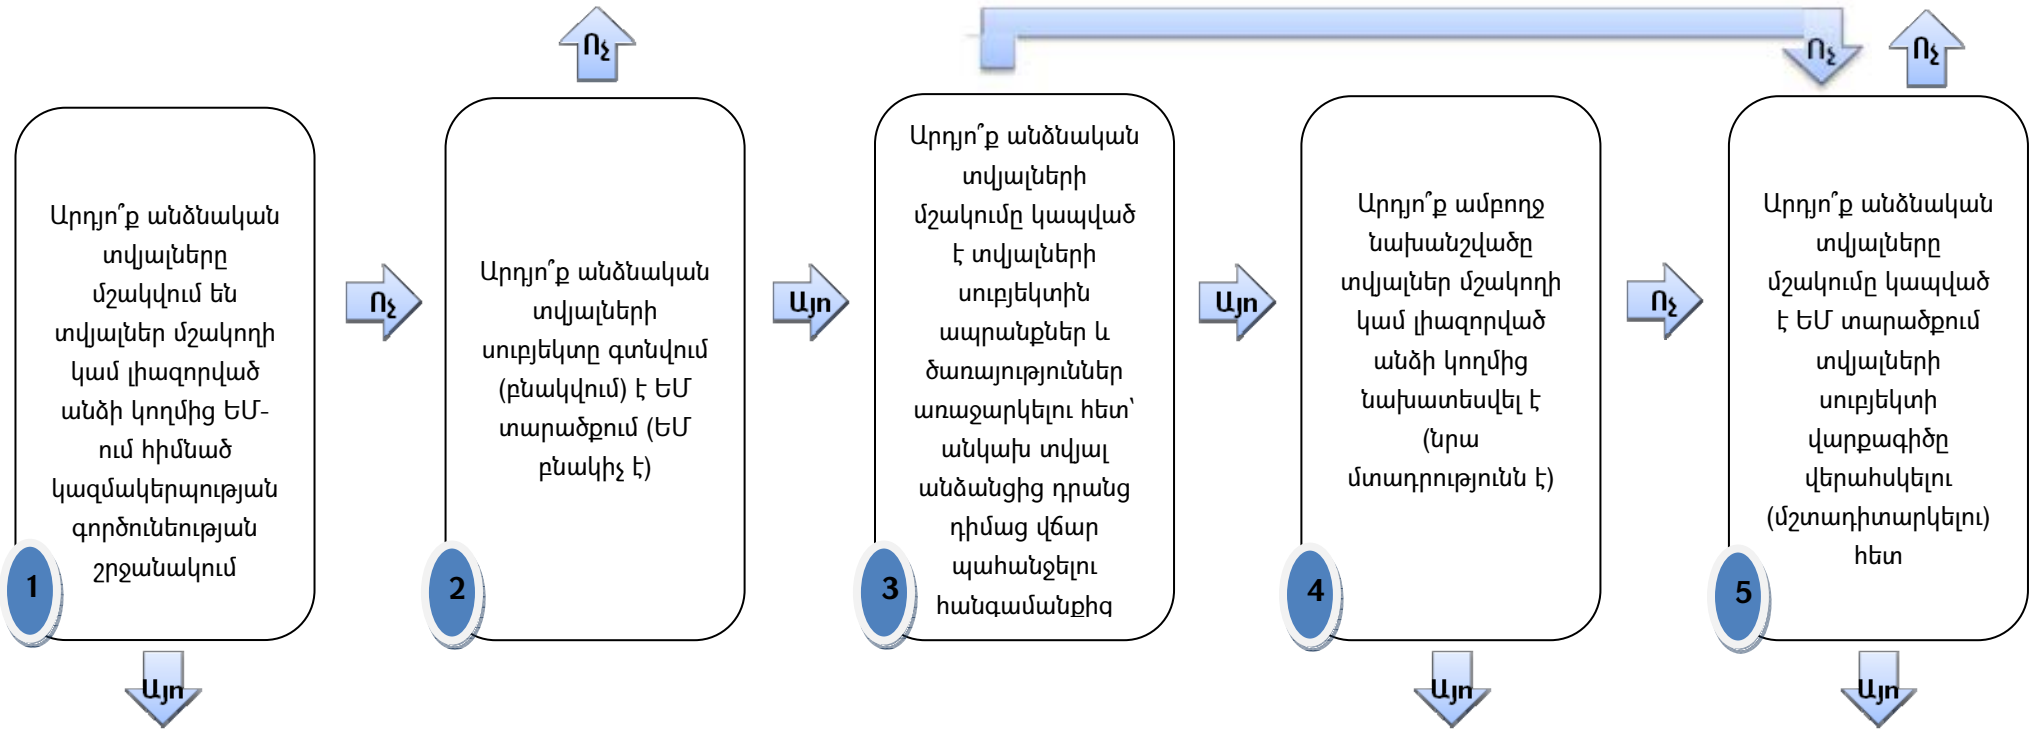 Ոչ
Ոչ
Ոչ
Արդյո՞ք անձնական
տվյալները
մշակվում են
տվյալներ մշակողի
կամ լիազորված
անձի կողմից ԵՄ-
ում հիմնած
կազմակերպության
գործունեության
շրջանակում
1
Այո
Ոչ
Արդյո՞ք անձնական
տվյալների
սուբյեկտը գտնվում
(բնակվում) է ԵՄ
տարածքում (ԵՄ
բնակիչ է)
2
Այո
Արդյո՞ք անձնական
տվյալների
մշակումը կապված
է տվյալների
սուբյեկտին
ապրանքներ և
ծառայություններ
առաջարկելու հետ՝
անկախ տվյալ
անձանցից դրանց
դիմաց վճար
պահանջելու
հանգամանքից
3
Այո
Արդյո՞ք ամբողջ
նախանշվածը
տվյալներ մշակողի
կամ լիազորված
անձի կողմից
նախատեսվել է
(նրա
մտադրությունն է)
4
Այո
Ոչ
Արդյո՞ք անձնական
տվյալները
մշակումը կապված
է ԵՄ տարածքում
տվյալների
սուբյեկտի
վարքագիծը
վերահսկելու
(մշտադիտարկելու)
հետ
5
Այո